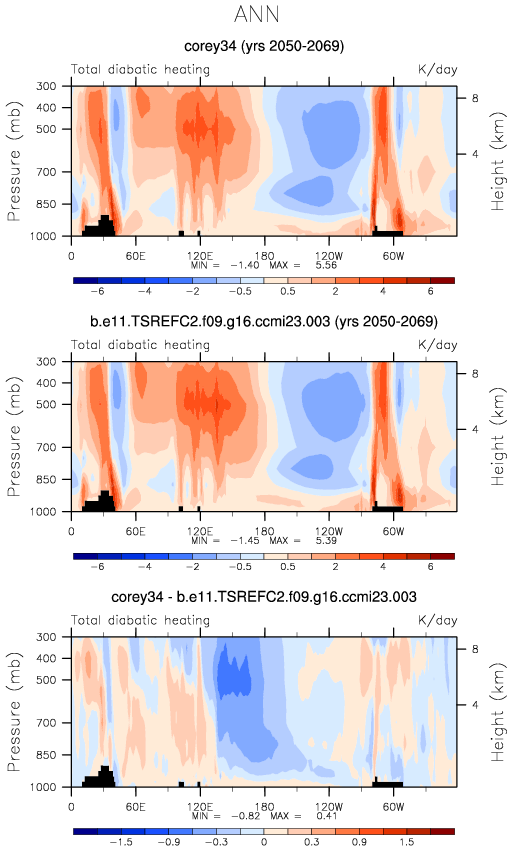 ANN
corey34 (yrs 2050-2069)
Total diabatic heating K/day
Pressure (mb)
Height (km)
300
500
700
850
1000
8
4
0 60E 120E 180 120W 60W
MIN = -1.40 MAX = 5.56
-6 -4 -2 -0.5 0.5 2 4 6
b.e11.TSREFC2.f09.g16.ccmi23.003 (yrs 2050-2069)
Total diabatic heating K/day
Pressure (mb)
Height (km)
300
500
700
850
1000
8
4
0 60E 120E 180 120W 60W
MIN = -1.45 MAX = 5.39
-6 -4 -2 -0.5 0.5 2 4 6
corey34 - b.e11.TSREFC2.f09.g16.ccmi23.003
Total diabatic heating K/day
Pressure (mb)
Height (km)
300
500
700
850
1000
8
4
0 60E 120E 180 120W 60W
MIN = -0.82 MAX = 0.41
-1.5 -0.9 -0.3 0 0.3 0.9 1.5